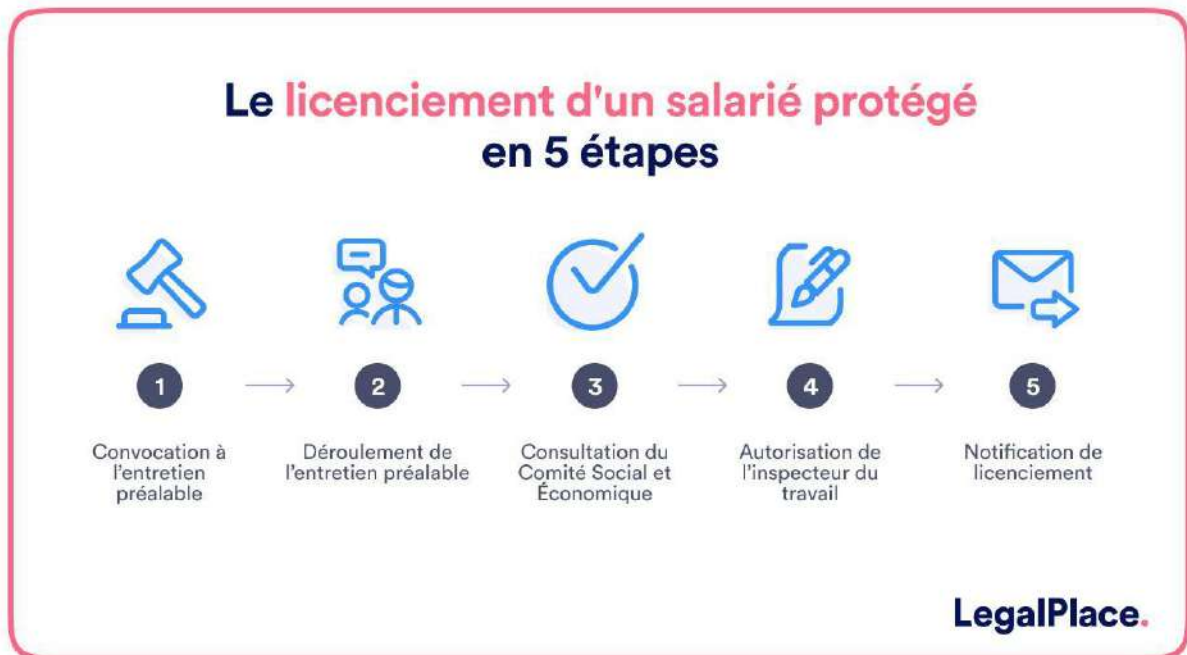 Le licenciement d'un salarié protégé
en 5 étapes
1
2
3
4
5
Convocation à
l'entretien
préalable
Déroulement de
l'entretien préalable
Consultation du
Comité Social et
Économique
Autorisation de
l'inspecteur du
travail
Notification de
licenciement
LegalPlace.